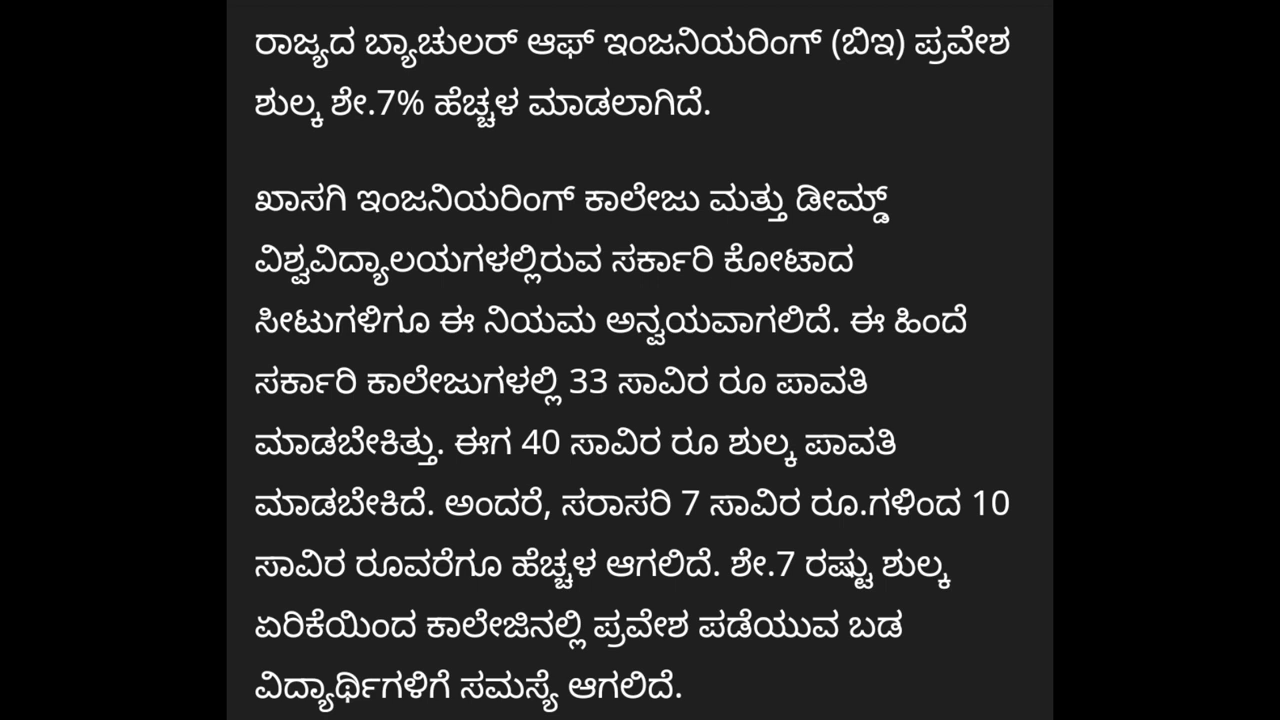 ರಾಜ್ಯದ ಬ್ಯಾಚುಲರ್ ಆಫ್ ಇಂಜನಿಯರಿಂಗ್ (ಬಿಇ) ಪ್ರವೇಶ
ಶುಲ್ಕ ಶೇ.7% ಹೆಚ್ಚಳ ಮಾಡಲಾಗಿದೆ.
ಖಾಸಗಿ ಇಂಜನಿಯರಿಂಗ್ ಕಾಲೇಜು ಮತ್ತು ಡೀಮ್ಡ್
ವಿಶ್ವವಿದ್ಯಾಲಯಗಳಲ್ಲಿರುವ ಸರ್ಕಾರಿ ಕೋಟಾದ
ಸೀಟುಗಳಿಗೂ ಈ ನಿಯಮ ಅನ್ವಯವಾಗಲಿದೆ. ಈ ಹಿಂದೆ
ಸರ್ಕಾರಿ ಕಾಲೇಜುಗಳಲ್ಲಿ 33 ಸಾವಿರ ರೂ ಪಾವತಿ
ಮಾಡಬೇಕಿತ್ತು. ಈಗ 40 ಸಾವಿರ ರೂ ಶುಲ್ಕ ಪಾವತಿ
ಮಾಡಬೇಕಿದೆ. ಅಂದರೆ, ಸರಾಸರಿ 7 ಸಾವಿರ ರೂ.ಗಳಿಂದ 10
ಸಾವಿರ ರೂವರೆಗೂ ಹೆಚ್ಚಳ ಆಗಲಿದೆ. ಶೇ.7 ರಷ್ಟು ಶುಲ್ಕ
ಏರಿಕೆಯಿಂದ ಕಾಲೇಜಿನಲ್ಲಿ ಪ್ರವೇಶ ಪಡೆಯುವ ಬಡ
ವಿದ್ಯಾರ್ಥಿಗಳಿಗೆ ಸಮಸ್ಯೆ ಆಗಲಿದೆ.